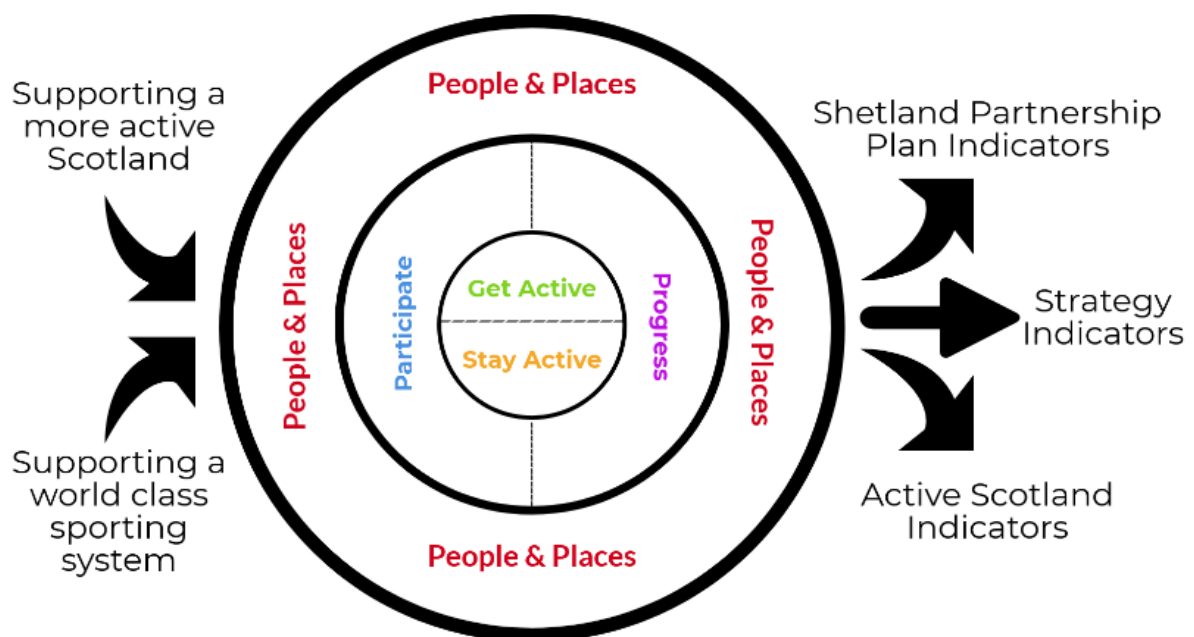 Supporting a
more active
Scotland
Supporting a
world class
sporting
system
People & Places
People & Places
Participate
Get Active
Stay Active
Progress
People & Places
People & Places
Shetland Partnership
Plan Indicators
Strategy
Indicators
Active Scotland
Indicators